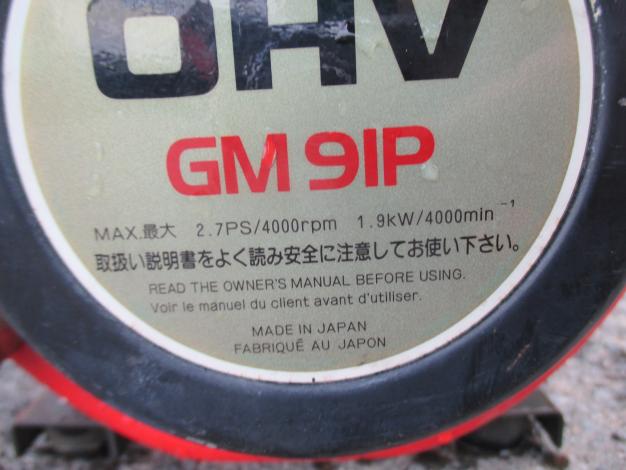 OHV
GM 91P
MAX.最大 2.7PS/4000rpm 1.9kW/4000min⁻¹
取扱い説明書をよく読み安全に注意してお使い下さい。
READ THE OWNER'S MANUAL BEFORE USING.
Voir le manuel du client avant d'utiliser.
MADE IN JAPAN
FABRIQUÉ AU JAPON